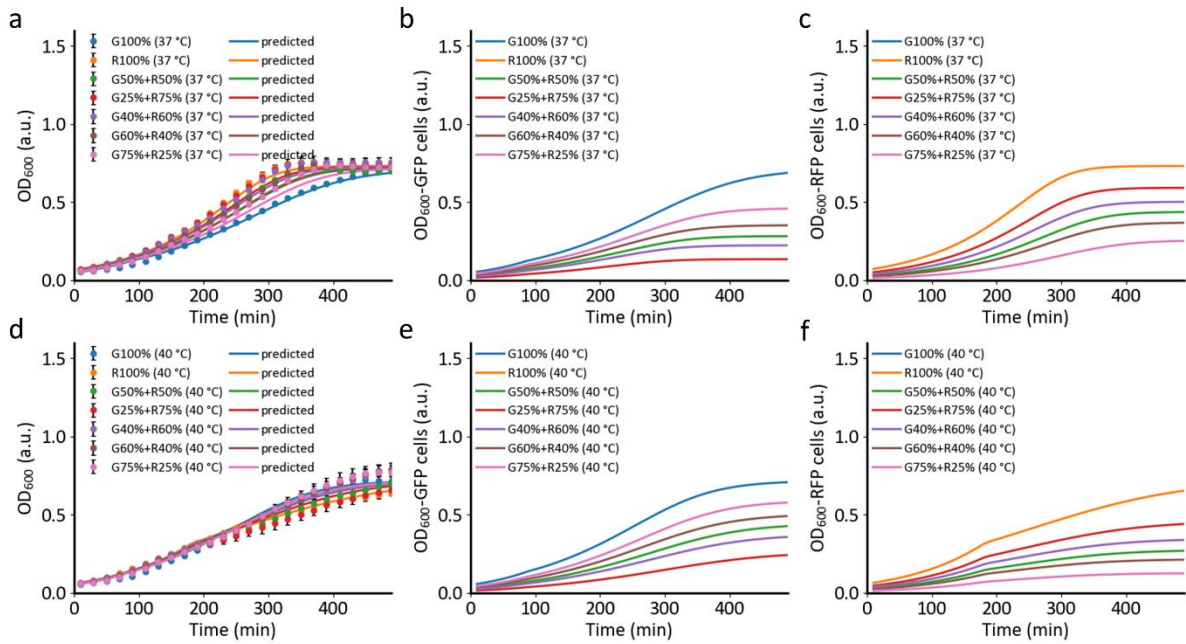 a
1.5
1.0
0.5
0.0
OD600 (a.u.)
G100% (37 °C) predicted
R100% (37 °C) predicted
G50%+R50% (37 °C) predicted
G25%+R75% (37 °C) predicted
G40%+R60% (37 °C) predicted
G60%+R40% (37 °C) predicted
G75%+R25% (37 °C) predicted
0 100 200 300 400
Time (min)
b
1.5
1.0
0.5
0.0
OD600-GFP cells (a.u.)
G100% (37 °C)
R100% (37 °C)
G50%+R50% (37 °C)
G25%+R75% (37 °C)
G40%+R60% (37 °C)
G60%+R40% (37 °C)
G75%+R25% (37 °C)
0 100 200 300 400
Time (min)
c
1.5
1.0
0.5
0.0
OD600-RFP cells (a.u.)
G100% (37 °C)
R100% (37 °C)
G50%+R50% (37 °C)
G25%+R75% (37 °C)
G40%+R60% (37 °C)
G60%+R40% (37 °C)
G75%+R25% (37 °C)
0 100 200 300 400
Time (min)
d
1.5
1.0
0.5
0.0
OD600 (a.u.)
G100% (40 °C) predicted
R100% (40 °C) predicted
G50%+R50% (40 °C) predicted
G25%+R75% (40 °C) predicted
G40%+R60% (40 °C) predicted
G60%+R40% (40 °C) predicted
G75%+R25% (40 °C) predicted
0 100 200 300 400
Time (min)
e
1.5
1.0
0.5
0.0
OD600-GFP cells (a.u.)
G100% (40 °C)
R100% (40 °C)
G50%+R50% (40 °C)
G25%+R75% (40 °C)
G40%+R60% (40 °C)
G60%+R40% (40 °C)
G75%+R25% (40 °C)
0 100 200 300 400
Time (min)
f
1.5
1.0
0.5
0.0
OD600-RFP cells (a.u.)
G100% (40 °C)
R100% (40 °C)
G50%+R50% (40 °C)
G25%+R75% (40 °C)
G40%+R60% (40 °C)
G60%+R40% (40 °C)
G75%+R25% (40 °C)
0 100 200 300 400
Time (min)